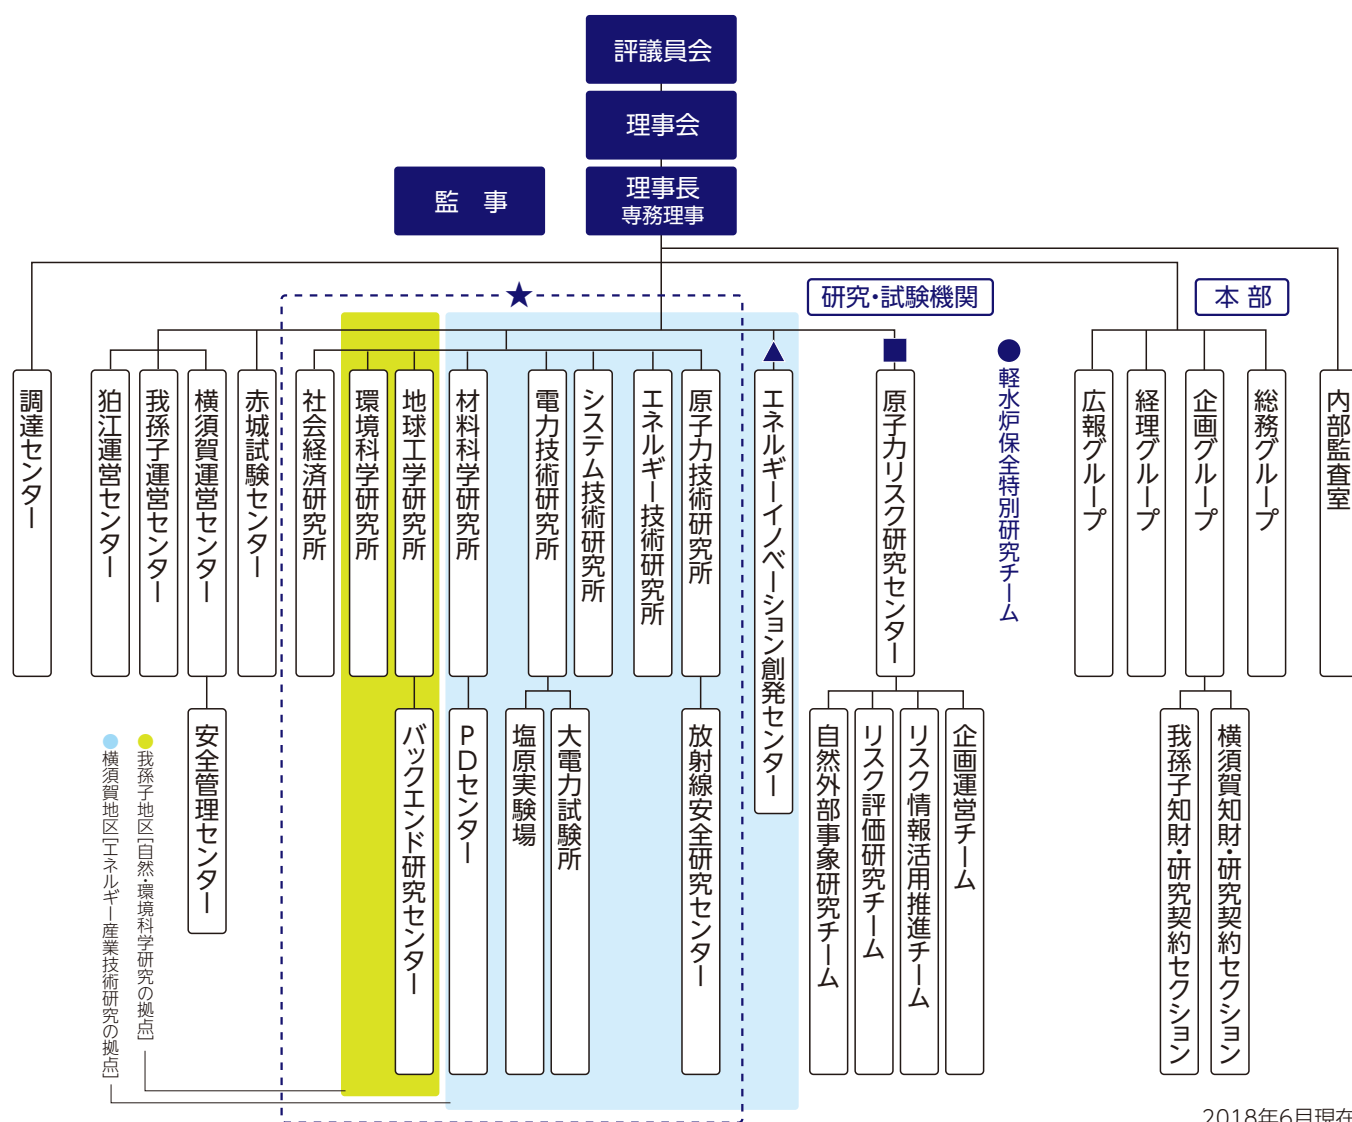 評議員会
理事会
監 事
理事長
専務理事
研究・試験機関
本 部
調達センター
狛江運営センター
我孫子運営センター
横須賀運営センター
赤城試験センター
社会経済研究所
環境科学研究所
地球工学研究所
材料科学研究所
電力技術研究所
システム技術研究所
エネルギー技術研究所
原子力技術研究所
エネルギーイノベーション創発センター
原子力リスク研究センター
軽水炉保全特別研究チーム
広報グループ
経理グループ
企画グループ
総務グループ
内部監査室
横須賀地区[エネルギー産業技術研究の拠点]
我孫子地区[自然・環境科学研究の拠点]
安全管理センター
バックエンド研究センター
PDセンター
塩原実験場
大電力試験所
放射線安全研究センター
自然外部事象研究チーム
リスク評価研究チーム
リスク情報活用推進チーム
企画運営チーム
我孫子知財・研究契約セクション
横須賀知財・研究契約セクション
2018年6月現在